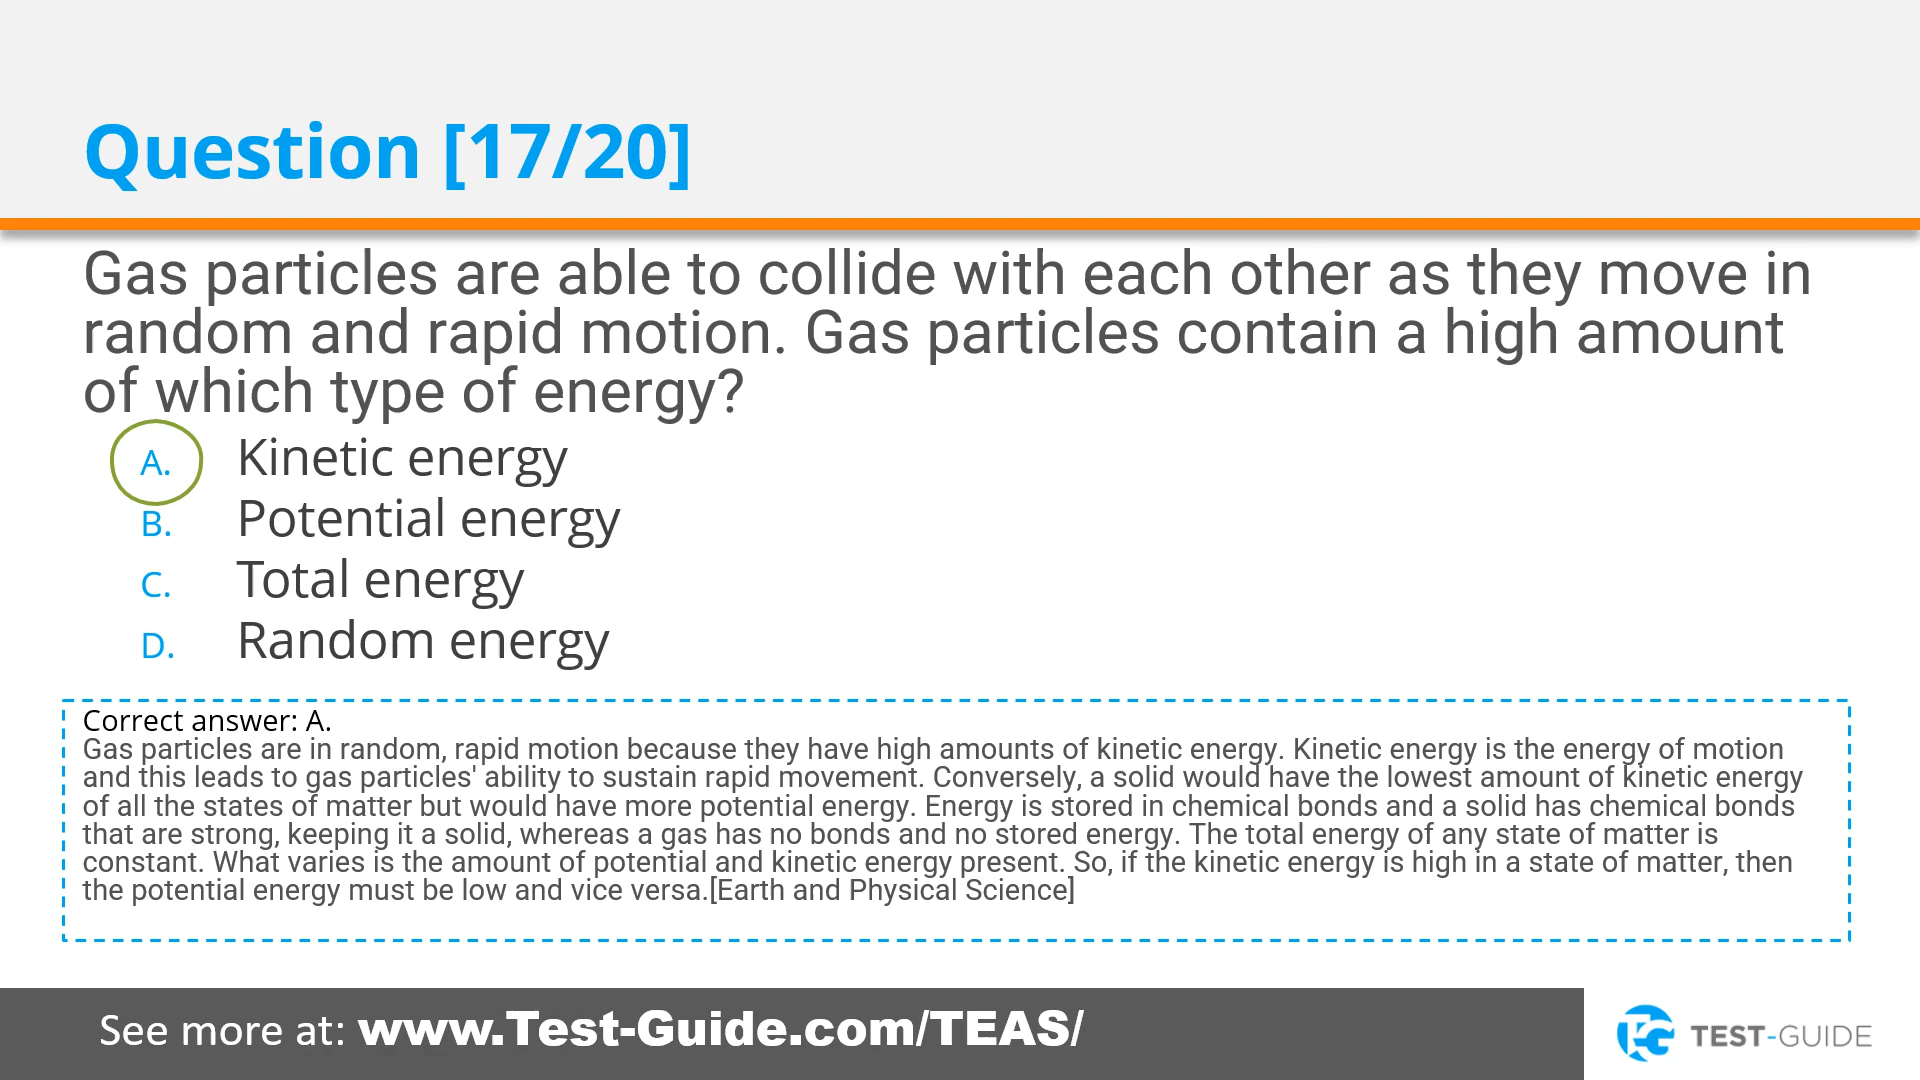 Question [17/20]
Gas particles are able to collide with each other as they move in
random and rapid motion. Gas particles contain a high amount
of which type of energy?
A. Kinetic energy
B. Potential energy
C. Total energy
D. Random energy
Correct answer: A.
Gas particles are in random, rapid motion because they have high amounts of kinetic energy. Kinetic energy is the energy of motion
and this leads to gas particles' ability to sustain rapid movement. Conversely, a solid would have the lowest amount of kinetic energy
of all the states of matter but would have more potential energy. Energy is stored in chemical bonds and a solid has chemical bonds
that are strong, keeping it a solid, whereas a gas has no bonds and no stored energy. The total energy of any state of matter is
constant. What varies is the amount of potential and kinetic energy present. So, if the kinetic energy is high in a state of matter, then
the potential energy must be low and vice versa.[Earth and Physical Science]
See more at: www.Test-Guide.com/TEAS/
TEST-GUIDE